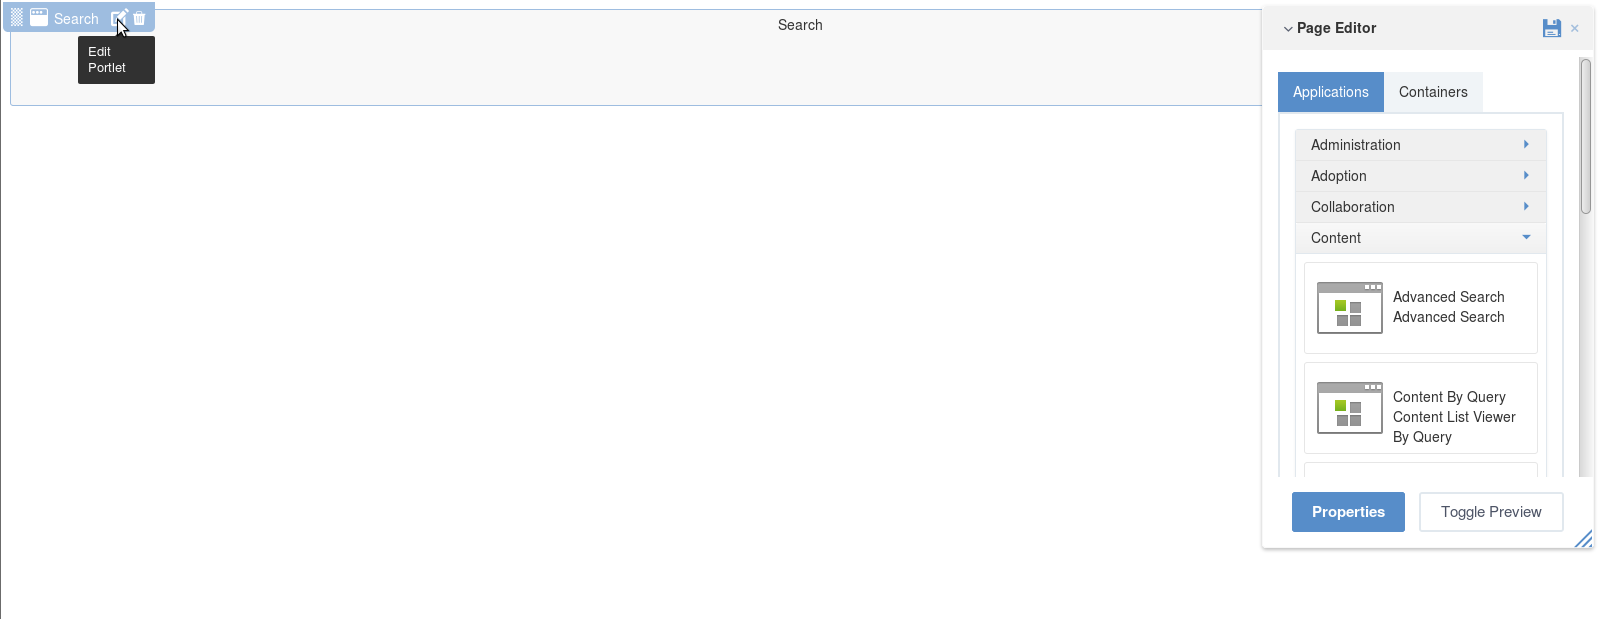 Search
Edit
Portlet
Search
Page Editor
Applications
Containers
Administration
Adoption
Collaboration
Content
Advanced Search
Advanced Search
Content By Query
Content List Viewer
By Query
Properties
Toggle Preview